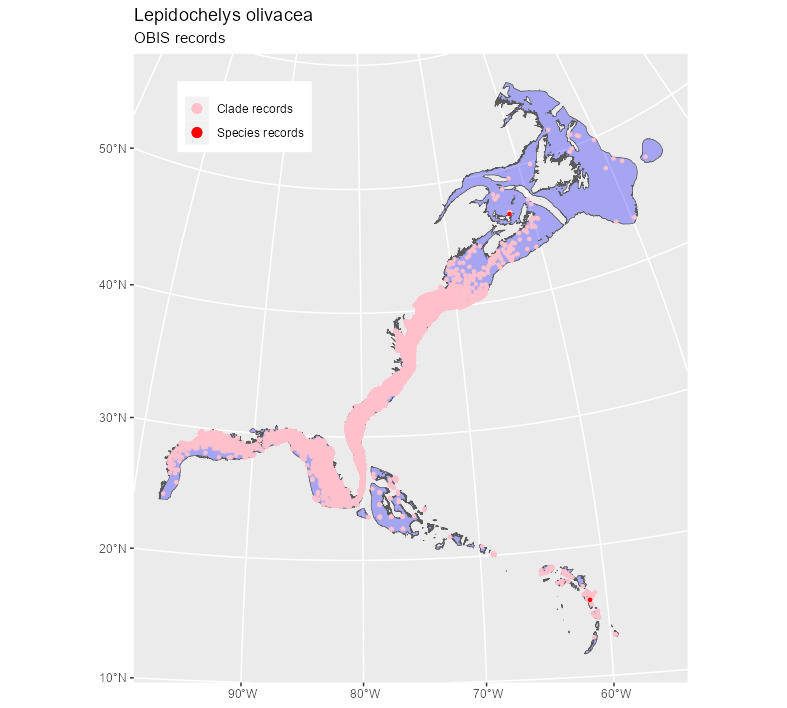 Lepidochelys olivacea
OBIS records
Clade records
Species records
50°N
40°N
30°N
20°N
10°N
90°W
80°W
70°W
60°W